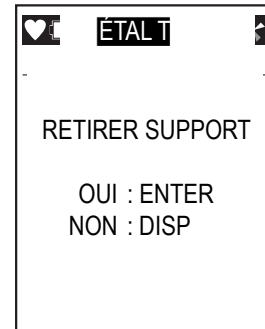 ÉTAL T
RETIRER SUPPORT
OUI : ENTER
NON : DISP